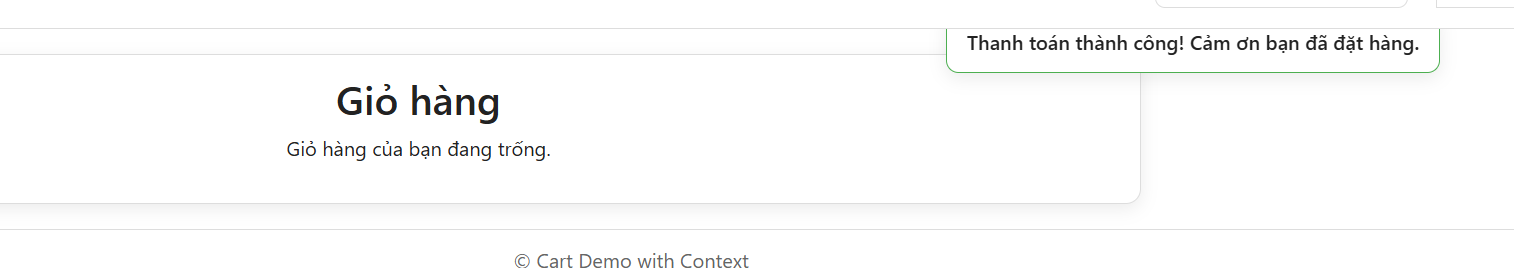 Thanh toán thành công! Cảm ơn bạn đã đặt hàng.
Giỏ hàng
Giỏ hàng của bạn đang trống.
© Cart Demo with Context